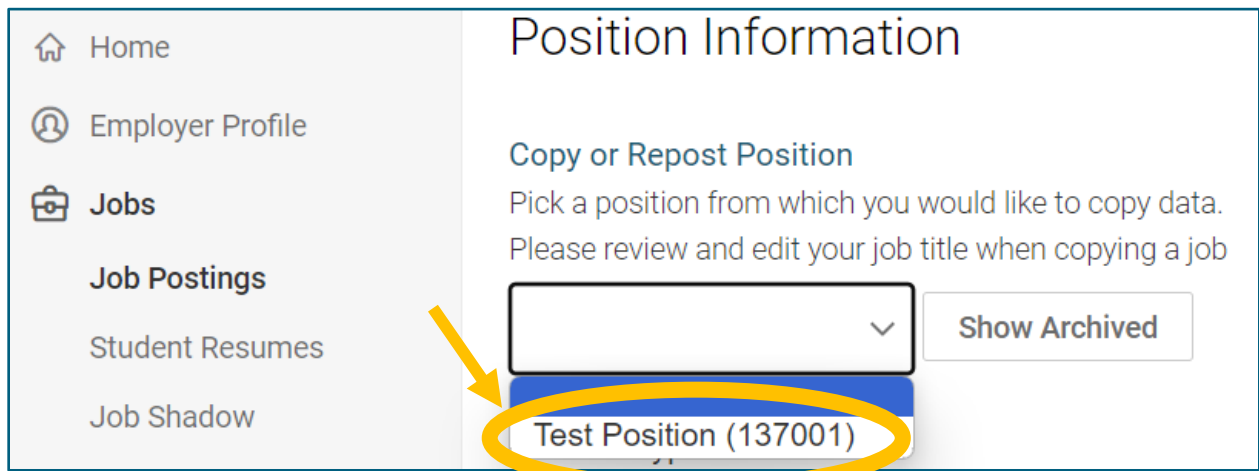 Home
Employer Profile
Jobs
Job Postings
Student Resumes
Job Shadow
Position Information
Copy or Repost Position
Pick a position from which you would like to copy data.
Please review and edit your job title when copying a job
Show Archived
Test Position (137001)